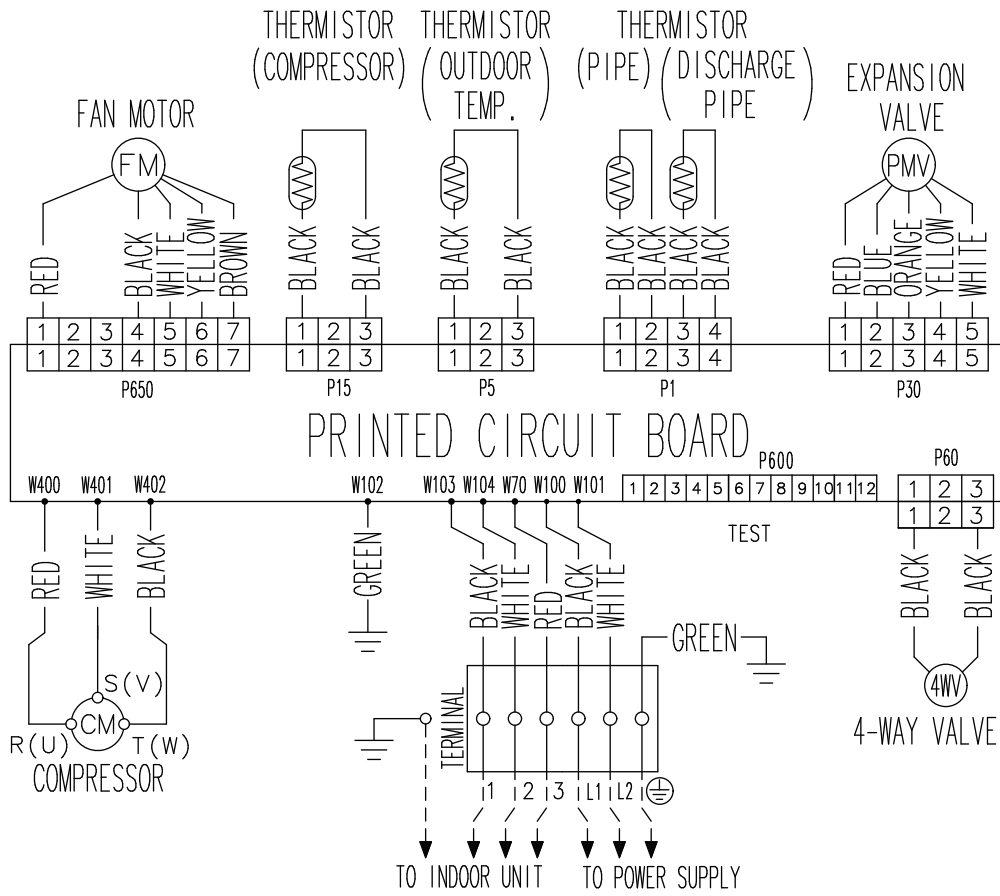 THERMISTOR THERMISTOR THERMISTOR
(COMPRESSOR) (OUTDOOR TEMP.) (PIPE) (DISCHARGE PIPE)
FAN MOTOR
EXPANSION
VALVE
FM
PMV
RED BLACK WHITE YELLOW BROWN
BLACK BLACK
BLACK BLACK
BLACK BLACK BLACK BLACK
RED BLUE ORANGE YELLOW WHITE
1 2 3 4 5 6 7
1 2 3 4 5 6 7
P650
1 2 3
1 2 3
P15
1 2 3
1 2 3
P5
1 2 3 4
1 2 3 4
P1
1 2 3 4 5
1 2 3 4 5
P30
PRINTED CIRCUIT BOARD
W400 W401 W402 W102 W103 W104 W70 W100 W101
P600
1 2 3 4 5 6 7 8 9 10 11 12
TEST
P60
1 2 3
1 2 3
RED WHITE BLACK
GREEN
BLACK WHITE RED BLACK WHITE
BLACK BLACK
GREEN
S(V)
CM
R(U) T(W)
COMPRESSOR
TERMINAL
4WV
4-WAY VALVE
1 2 3 L1 L2
TO INDOOR UNIT TO POWER SUPPLY